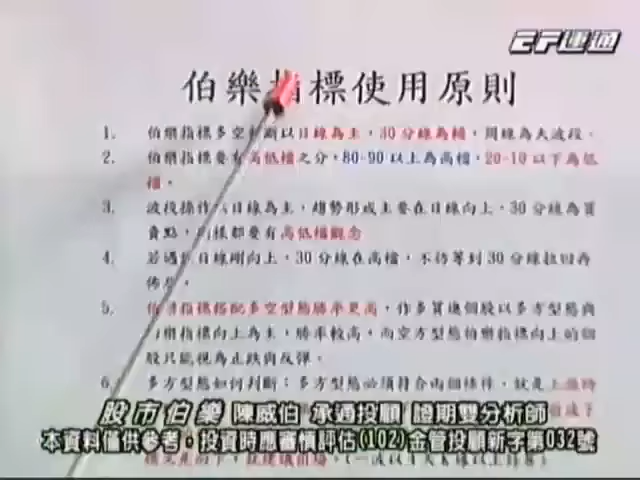 運通
伯樂指標使用原則
1. 伯樂指標多空判斷以日線為主，30分線為輔，周線為大波段。
2. 伯樂指標要有高低檔之分，80-90以上為高檔，20-10以下為低
檔。
3. 波段操作以日線為主，趨勢形成主要在日線向上，30分線為買
賣點，同樣都要有高低檔觀念
4. 若遇到日線剛向上，30分線在高檔，不待等到30分線拉回再
佈
5. 伯樂指標搭配多空型態勝率更高，作多買進個股以多方型態與
伯樂指標向上為主，勝率較高，而空方型態伯樂指標向上的個
股只能視為止跌與反彈。
6. 多方型態如何判斷：多方型態必須符合兩個條件，就是上漲時
股市伯樂 陳威伯 承通投顧 證期雙分析師
本資料僅供參考，投資時應審慎評估(102)金管投顧新字第032號